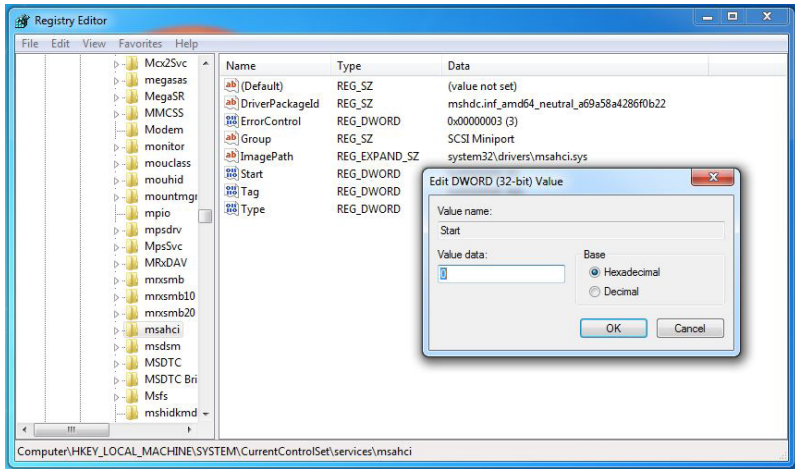 Registry Editor
File Edit View Favorites Help
Mcx2Svc
megasas
MegaSR
MMCSS
Modem
monitor
mouclass
mouhid
mountmgr
mpio
mpsdrv
MpsSvc
MRxDAV
mrxsmb
mrxsmb10
mrxsmb20
msahci
msdsm
MSDTC
MSDTC Bri
Msfs
mshidkmd
Name Type Data
(Default) REG_SZ (value not set)
DriverPackageId REG_SZ mshdc.inf_amd64_neutral_a69a58a4286f0b22
ErrorControl REG_DWORD 0x00000003 (3)
Group REG_SZ SCSI Miniport
ImagePath REG_EXPAND_SZ system32\drivers\msahci.sys
Start REG_DWORD
Tag REG_DWORD
Type REG_DWORD
Edit DWORD (32-bit) Value
Value name:
Start
Value data:
0
Base
Hexadecimal
Decimal
OK Cancel
Computer\HKEY_LOCAL_MACHINE\SYSTEM\CurrentControlSet\services\msahci